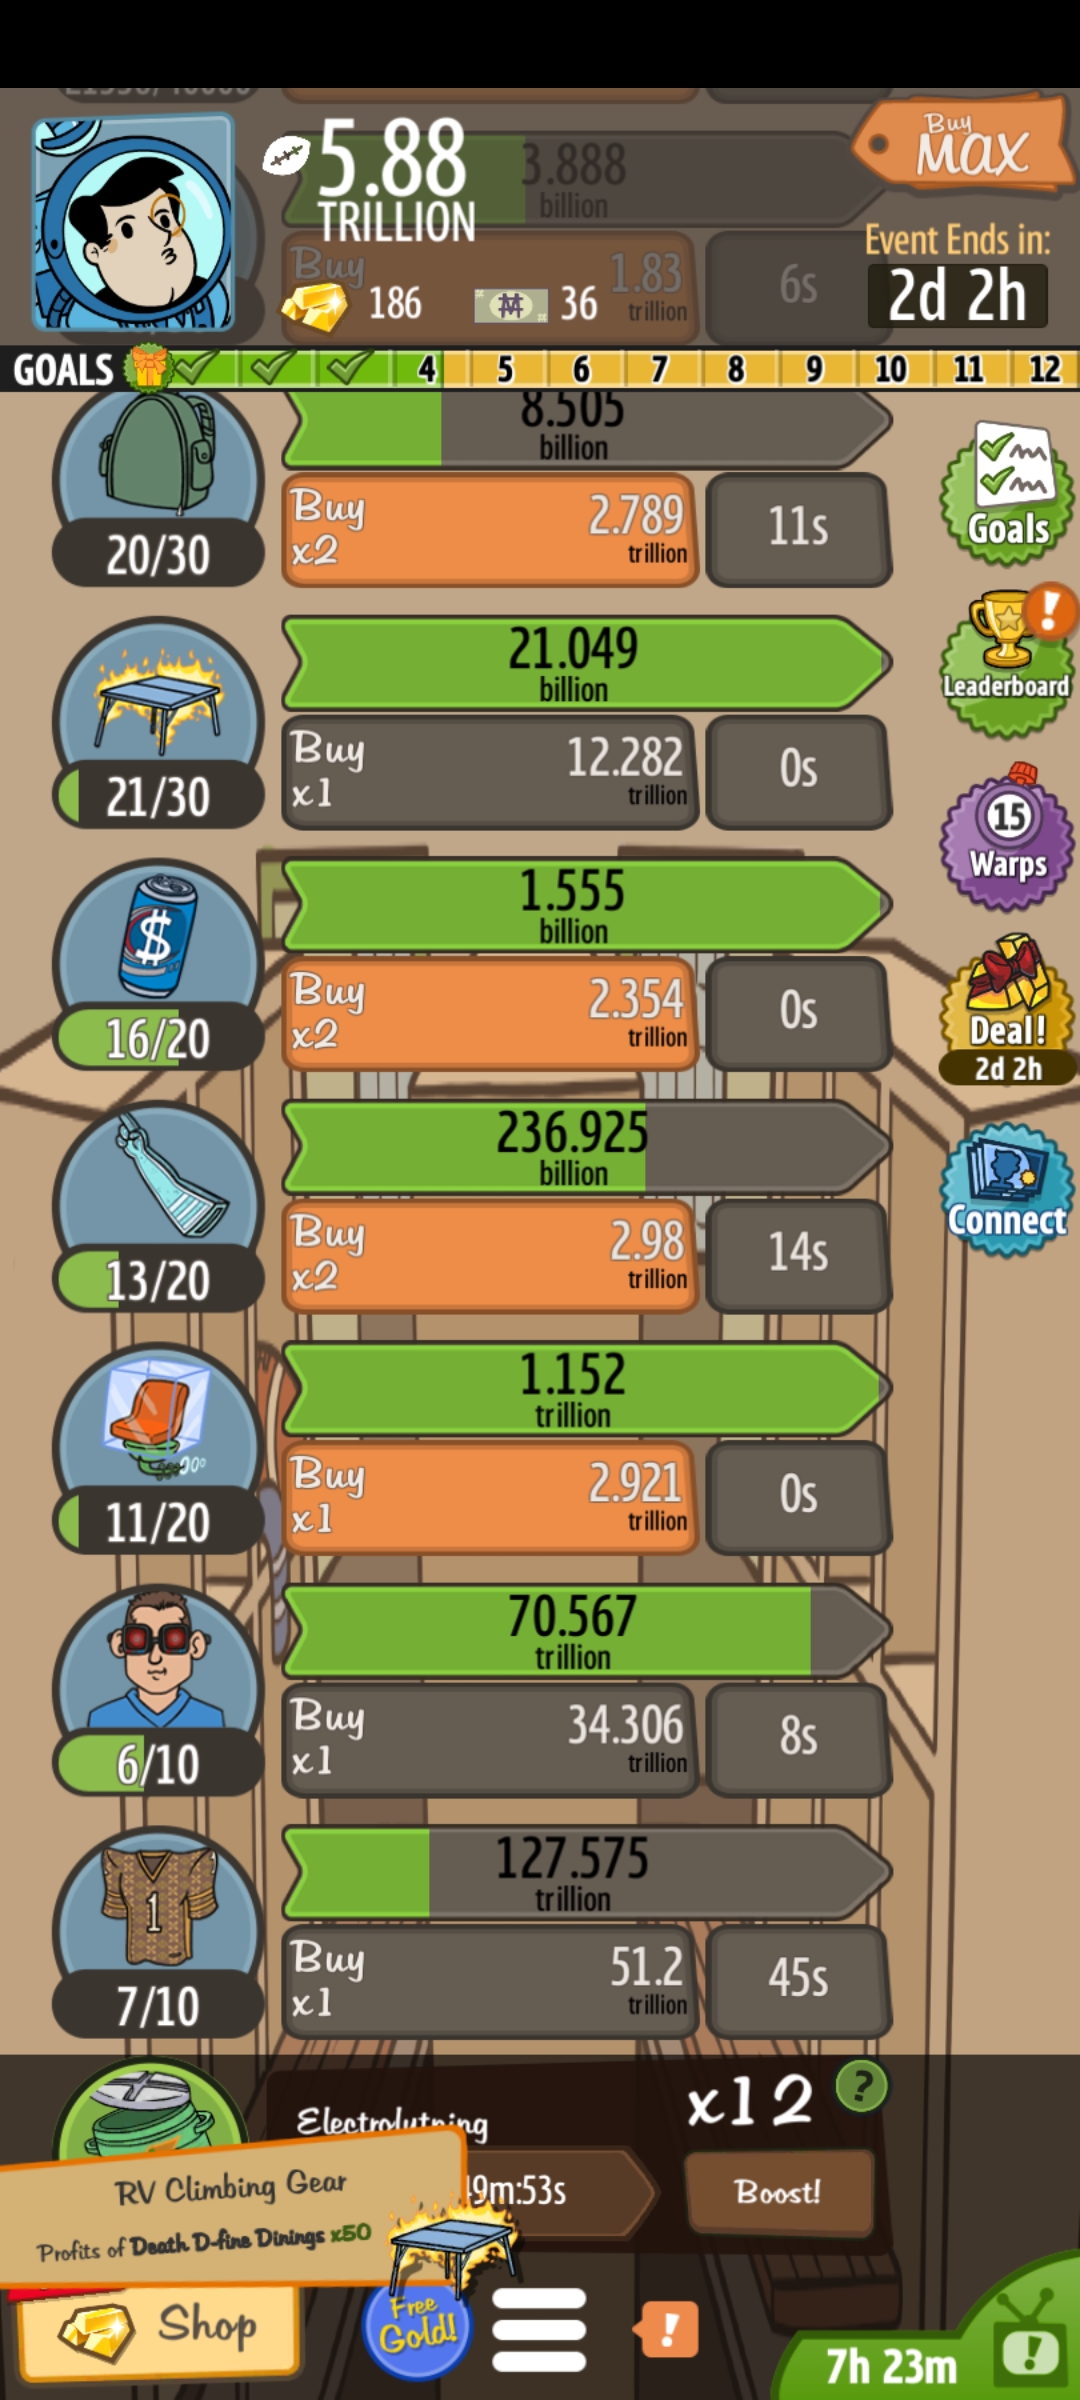 5.88
TRILLION
3.888
billion
Buy
MAX
Event Ends in:
2d 2h
Buy
1.83
trillion
6s
186
36
GOALS
4
5
6
7
8
9
10
11
12
8.505
billion
Buy
x2
2.789
trillion
11s
20/30
Goals
21.049
billion
Buy
x1
12.282
trillion
0s
21/30
Leaderboard
15
Warps
1.555
billion
Buy
x2
2.354
trillion
0s
$
16/20
Deal!
2d 2h
236.925
billion
Buy
x2
2.98
trillion
14s
13/20
Connect
1.152
trillion
Buy
x1
2.921
trillion
0s
11/20
70.567
trillion
Buy
x1
34.306
trillion
8s
6/10
127.575
trillion
Buy
x1
51.2
trillion
45s
1
7/10
Electrolytning
x12
?
49m:53s
Boost!
RV Climbing Gear
Profits of Death D-fine Dinings x50
Shop
Free
Gold!
!
7h 23m
!